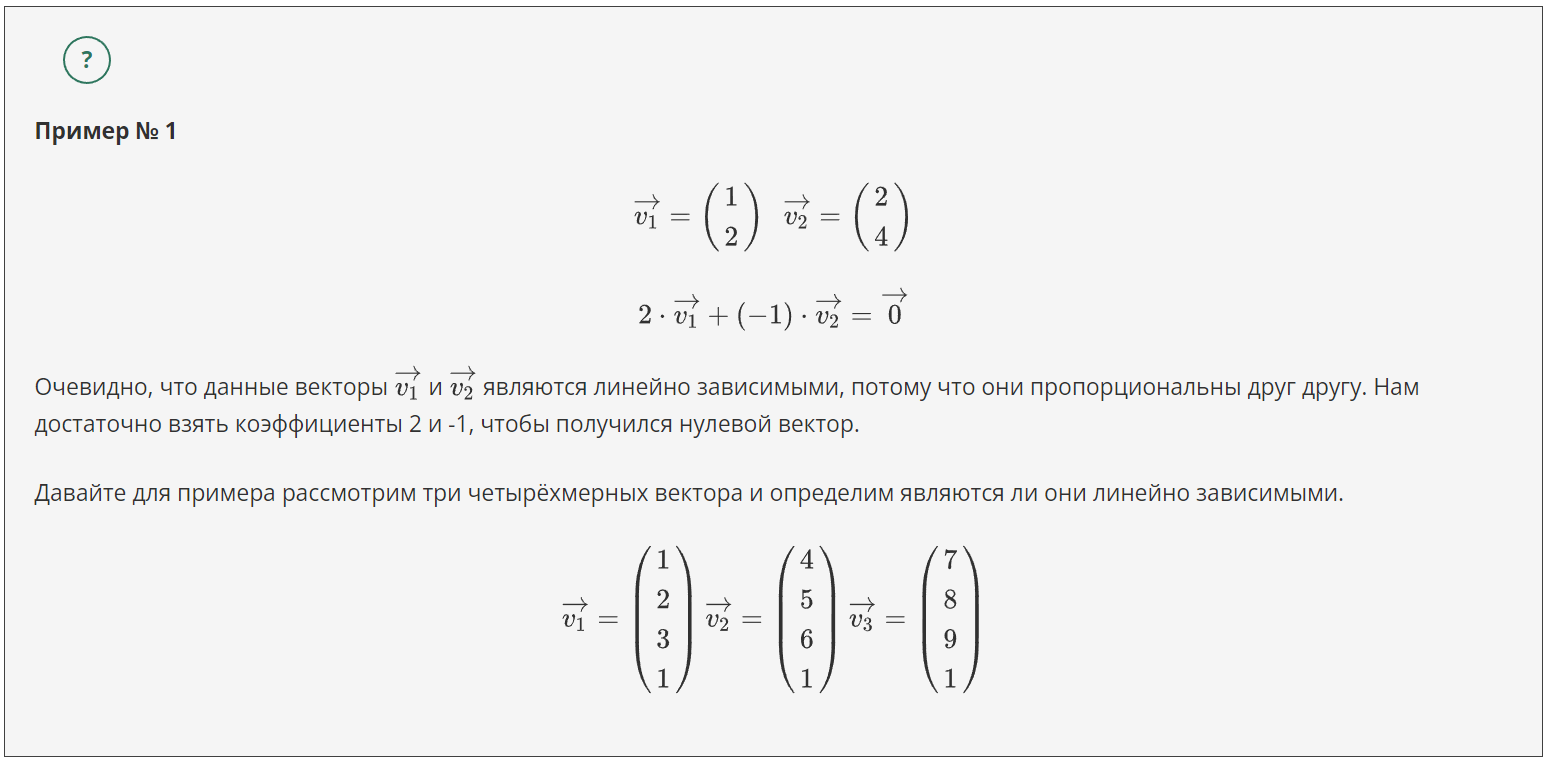 ?
Пример № 1
$\overrightarrow{v_1} = \begin{pmatrix} 1 \\ 2 \end{pmatrix} \quad \overrightarrow{v_2} = \begin{pmatrix} 2 \\ 4 \end{pmatrix}$
$2 \cdot \overrightarrow{v_1} + (-1) \cdot \overrightarrow{v_2} = \overrightarrow{0}$
Очевидно, что данные векторы $\overrightarrow{v_1}$ и $\overrightarrow{v_2}$ являются линейно зависимыми, потому что они пропорциональны друг другу. Нам
достаточно взять коэффициенты 2 и -1, чтобы получился нулевой вектор.
Давайте для примера рассмотрим три четырёхмерных вектора и определим являются ли они линейно зависимыми.
$\overrightarrow{v_1} = \begin{pmatrix} 1 \\ 2 \\ 3 \\ 1 \end{pmatrix} \overrightarrow{v_2} = \begin{pmatrix} 4 \\ 5 \\ 6 \\ 1 \end{pmatrix} \overrightarrow{v_3} = \begin{pmatrix} 7 \\ 8 \\ 9 \\ 1 \end{pmatrix}$